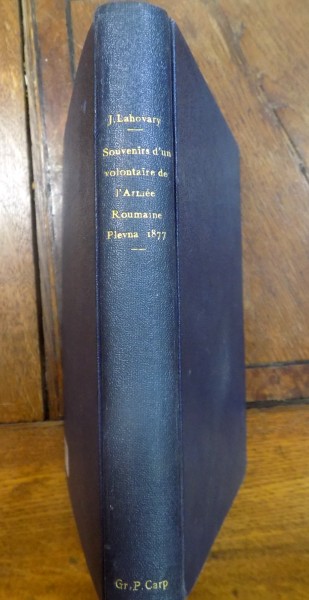 J. Lahovary
Souvenirs d'un
volontaire de
l'Armée
Roumaine
Plevna 1877
Gr. P. Carp